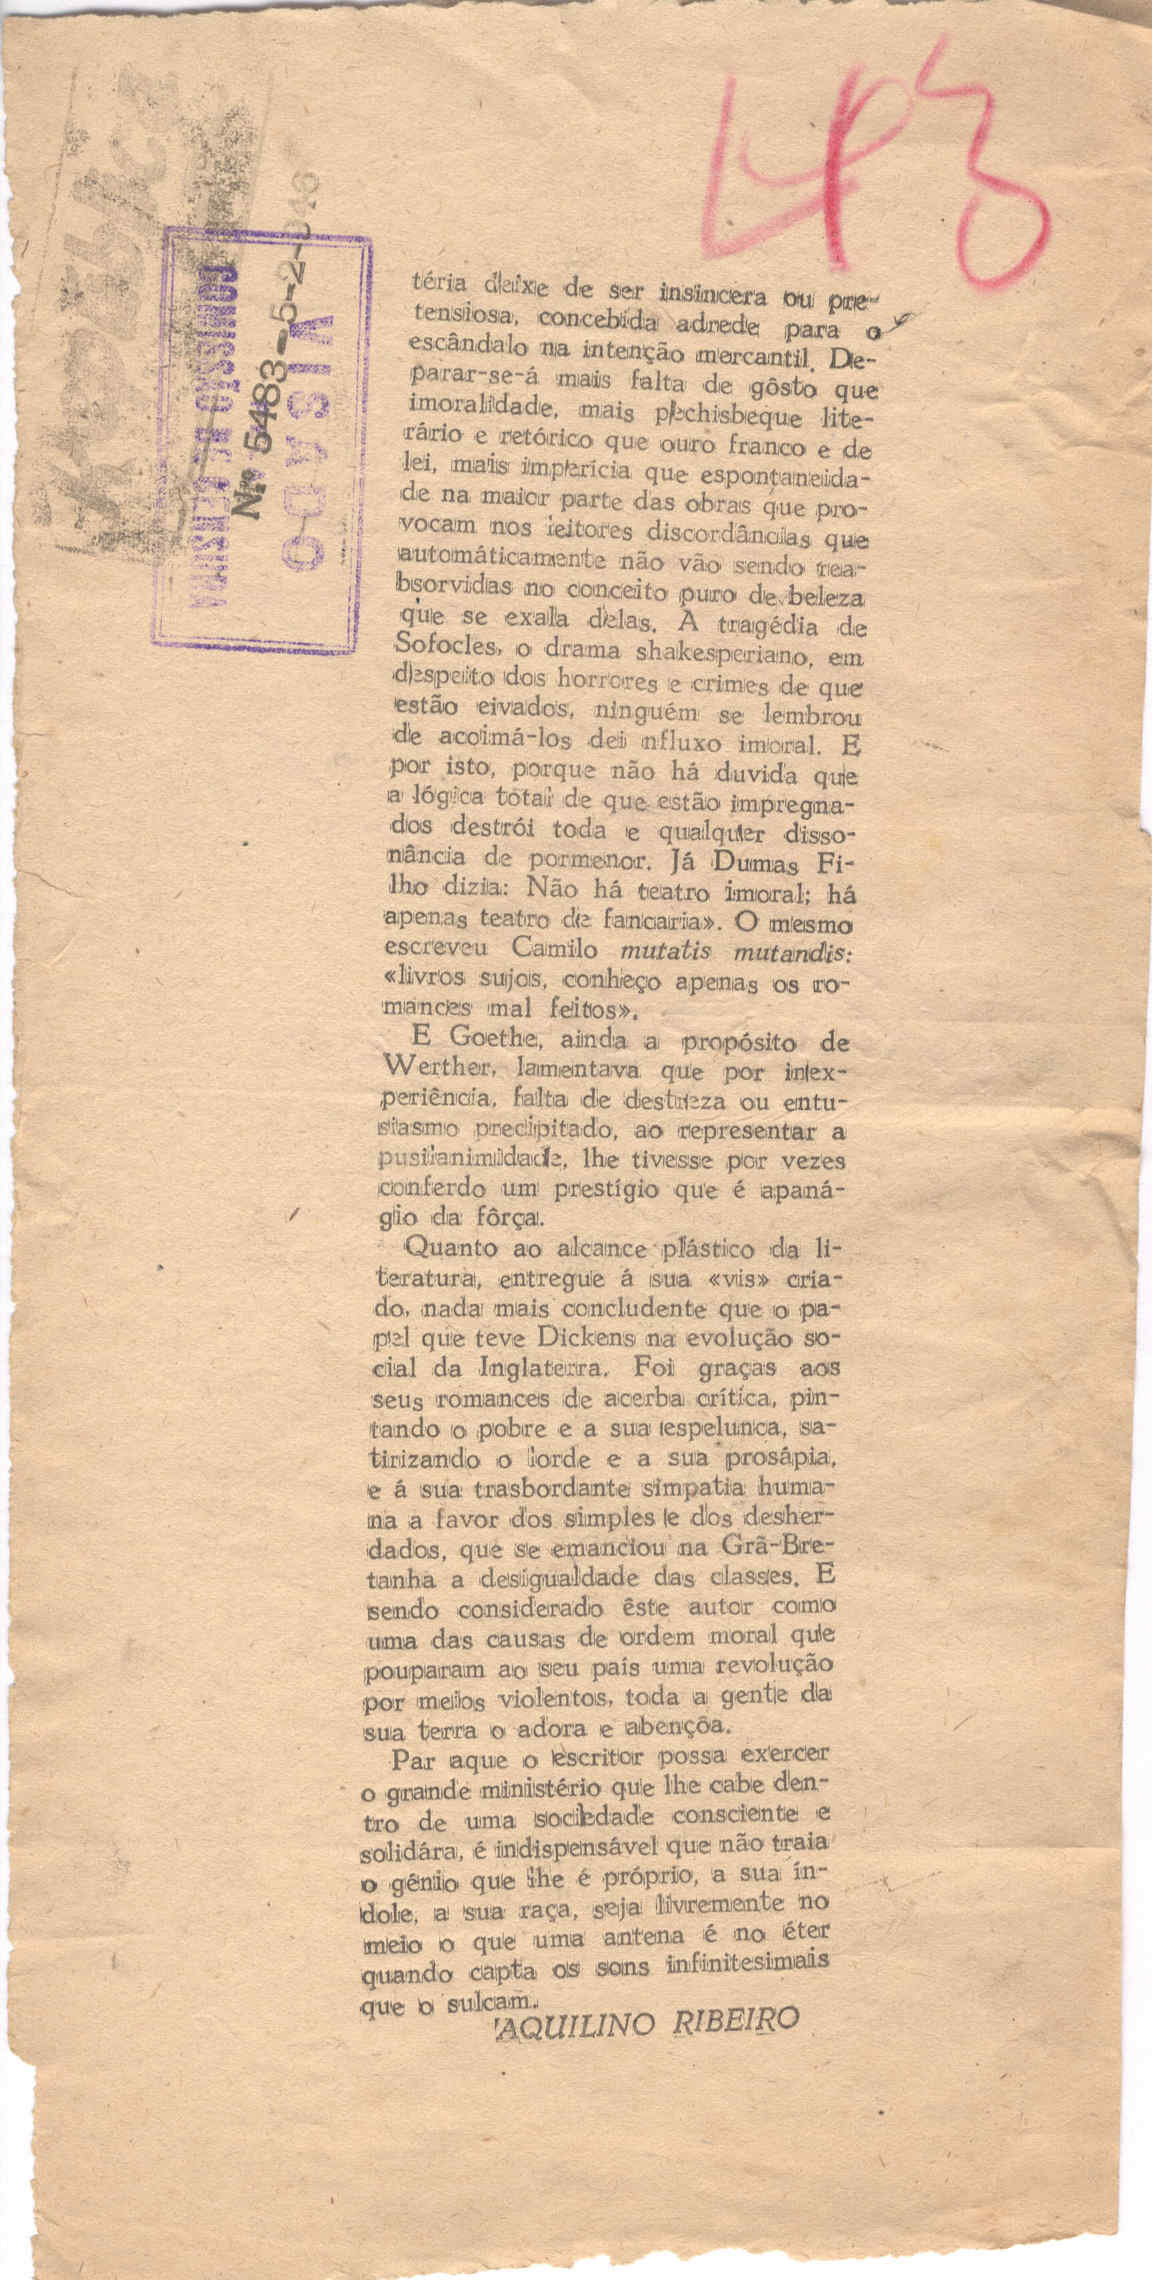 República
VISADO
Nº 5483-5-2-946
COMISSÃO DE CENSURA
téria deixe de ser insincera ou pre-
tensiosa, concebida adrede para o
escândalo na intenção mercantil. De-
parar-se-á mais falta de gôsto que
imoralidade, mais pechisbeque lite-
rário e retórico que ouro franco e de
lei, mais imperícia que espontaneida-
de na maior parte das obras que pro-
vocam nos leitores discordâncias que
automáticamente não vão sendo rea-
bsorvidas no conceito puro de beleza
que se exala delas. A tragédia de
Sofocles, o drama shakesperiano, em
despeito dos horrores e crimes de que
estão eivados, ninguém se lembrou
de acoimá-los dei nfluxo imoral. E
por isto, porque não há duvida que
a lógica total de que estão impregna-
dos destrói toda e qualquer disso-
nância de pormenor. Já Dumas Fi-
lho dizia: Não há teatro imoral; há
apenas teatro de fancaria». O mesmo
escreveu Camilo mutatis mutandis:
«livros sujos, conheço apenas os ro-
mances mal feitos».
E Goethe, ainda a propósito de
Werther, lamentava que por inex-
periência, falta de destreza ou entu-
siasmo precipitado, ao representar a
pusilanimidade, lhe tivesse por vezes
conferdo um prestígio que é apaná-
gio da fôrça.
Quanto ao alcance plástico da li-
teratura, entregue á sua «vis» cria-
do, nada mais concludente que o pa-
pel que teve Dickens na evolução so-
cial da Inglaterra. Foi graças aos
seus romances de acerba crítica, pin-
tando o pobre e a sua espelunca, sa-
tirizando o lorde e a sua prosápia,
e á sua trasbordante simpatia huma-
na a favor dos simples e dos desher-
dados, que se emanciou na Grã-Bre-
tanha a desigualdade das classes. E
sendo considerado êste autor como
uma das causas de ordem moral que
pouparam ao seu país uma revolução
por meios violentos, toda a gente da
sua terra o adora e abençôa.
Par aque o escritor possa exercer
o grande ministério que lhe cabe den-
tro de uma sociedade consciente e
solidára, é indispensável que não traia
o génio que lhe é próprio, a sua ín-
dole, a sua raça, seja livremente no
meio o que uma antena é no éter
quando capta os sons infinitesimais
que o sulcam.
AQUILINO RIBEIRO